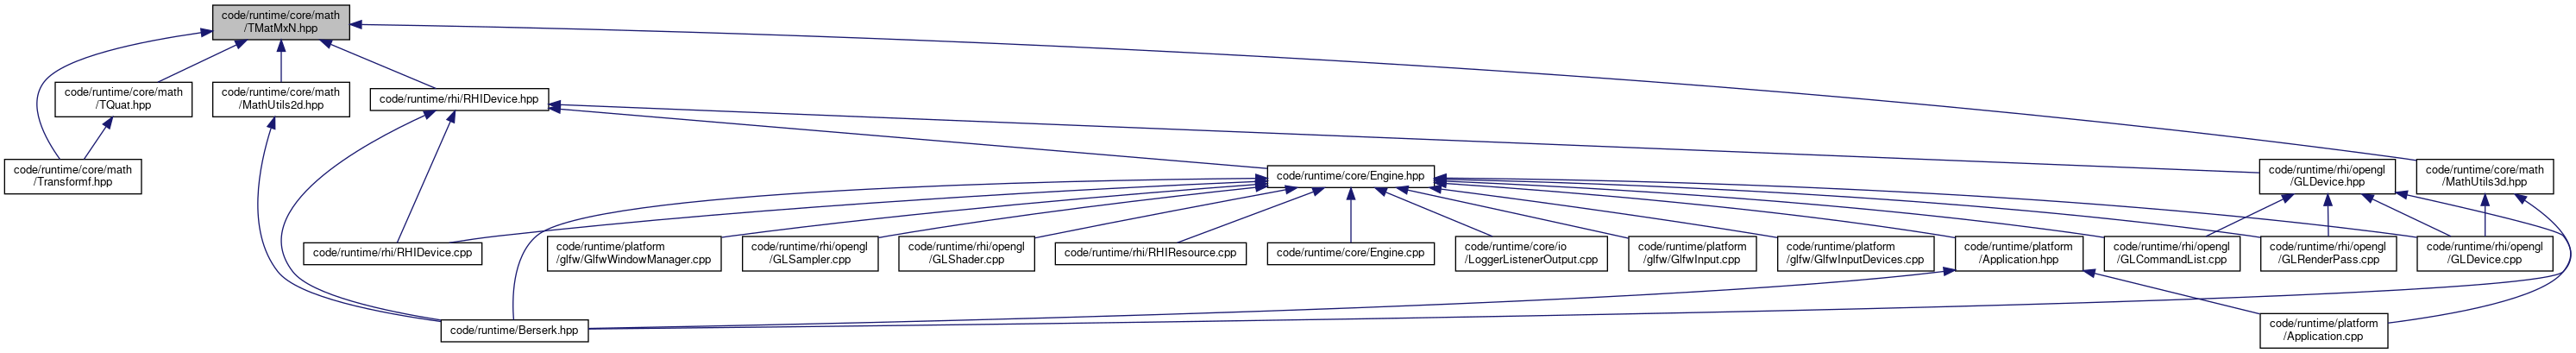 code/runtime/core/math
/TMatMxN.hpp
code/runtime/core/math
/TQuat.hpp
code/runtime/core/math
/MathUtils2d.hpp
code/runtime/rhi/RHIDevice.hpp
code/runtime/core/math
/Transformf.hpp
code/runtime/core/Engine.hpp
code/runtime/rhi/opengl
/GLDevice.hpp
code/runtime/core/math
/MathUtils3d.hpp
code/runtime/rhi/RHIDevice.cpp
code/runtime/platform
/glfw/GlfwWindowManager.cpp
code/runtime/rhi/opengl
/GLSampler.cpp
code/runtime/rhi/opengl
/GLShader.cpp
code/runtime/rhi/RHIResource.cpp
code/runtime/core/Engine.cpp
code/runtime/core/io
/LoggerListenerOutput.cpp
code/runtime/platform
/glfw/GlfwInput.cpp
code/runtime/platform
/glfw/GlfwInputDevices.cpp
code/runtime/platform
/Application.hpp
code/runtime/rhi/opengl
/GLCommandList.cpp
code/runtime/rhi/opengl
/GLRenderPass.cpp
code/runtime/rhi/opengl
/GLDevice.cpp
code/runtime/Berserk.hpp
code/runtime/platform
/Application.cpp